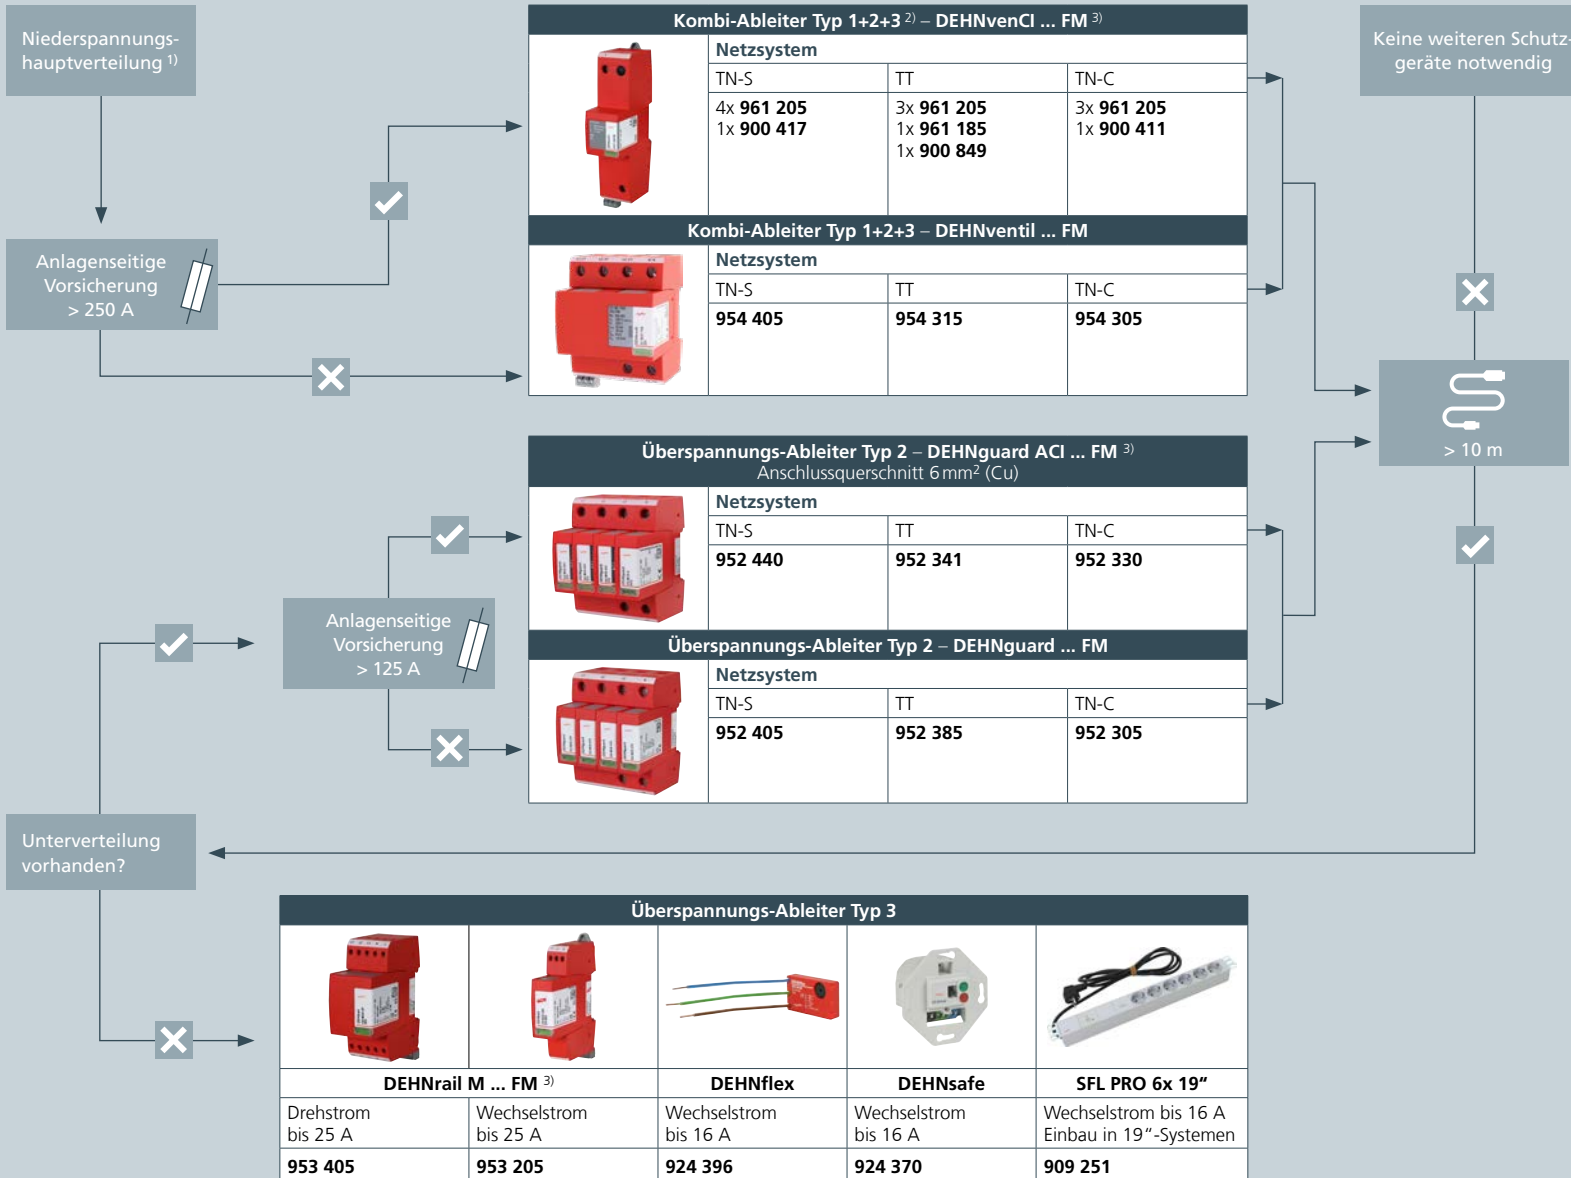 Niederspannungs-
hauptverteilung 1)
Anlagenseitige
Vorsicherung
> 250 A
Kombi-Ableiter Typ 1+2+3 2) – DEHNvenCI ... FM 3)
Netzsystem
TN-S TT TN-C
4x 961 205 3x 961 205 3x 961 205
1x 900 417 1x 961 185 1x 900 411
1x 900 849
Kombi-Ableiter Typ 1+2+3 – DEHNventil ... FM
Netzsystem
TN-S TT TN-C
954 405 954 315 954 305
Keine weiteren Schutz-
geräte notwendig
> 10 m
Überspannungs-Ableiter Typ 2 – DEHNguard ACI ... FM 3)
Anschlussquerschnitt 6 mm² (Cu)
Netzsystem
TN-S TT TN-C
952 440 952 341 952 330
Anlagenseitige
Vorsicherung
> 125 A
Überspannungs-Ableiter Typ 2 – DEHNguard ... FM
Netzsystem
TN-S TT TN-C
952 405 952 385 952 305
Unterverteilung
vorhanden?
Überspannungs-Ableiter Typ 3
DEHNrail M ... FM 3) DEHNflex DEHNsafe SFL PRO 6x 19“
Drehstrom Wechselstrom Wechselstrom Wechselstrom Wechselstrom bis 16 A
bis 25 A bis 25 A bis 16 A bis 16 A Einbau in 19“-Systemen
953 405 953 205 924 396 924 370 909 251